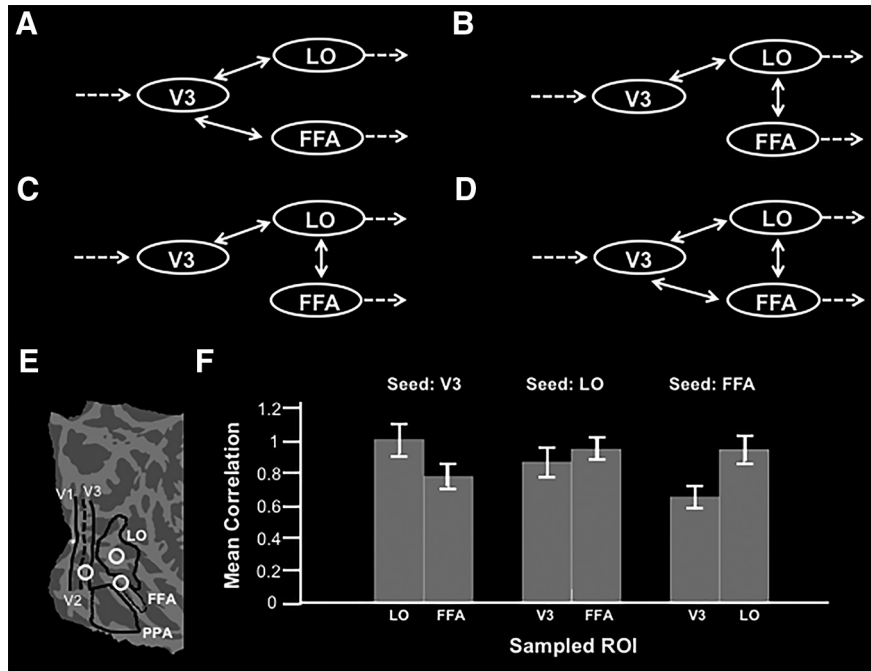 A
V3
LO
FFA
B
V3
LO
FFA
C
V3
LO
FFA
D
V3
LO
FFA
E
V1
V3
LO
V2
FFA
PPA
F
Seed: V3 Seed: LO Seed: FFA
Mean Correlation
1.2
1
0.8
0.6
0.4
0.2
0
LO FFA V3 FFA V3 LO
Sampled ROI